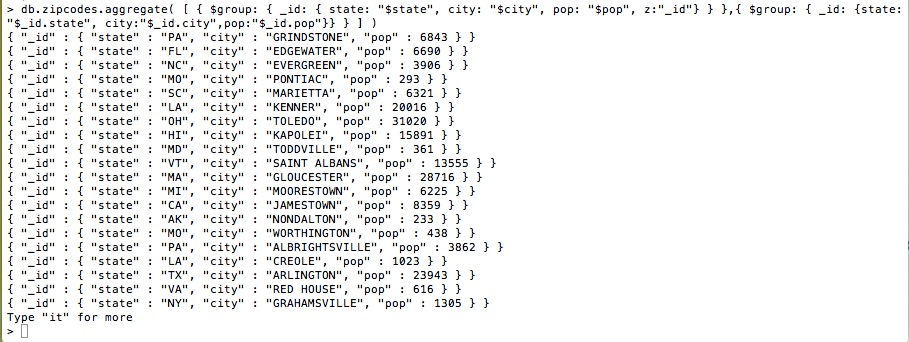 > db.zipcodes.aggregate( [ { $group: { _id: { state: "$state", city: "$city", pop: "$pop", z:"_id"} } },{ $group: { _id: {state:
"$_id.state", city:"$_id.city",pop:"$_id.pop"}} } ] )
{ "_id" : { "state" : "PA", "city" : "GRINDSTONE", "pop" : 6843 } }
{ "_id" : { "state" : "FL", "city" : "EDGEWATER", "pop" : 6690 } }
{ "_id" : { "state" : "NC", "city" : "EVERGREEN", "pop" : 3906 } }
{ "_id" : { "state" : "MO", "city" : "PONTIAC", "pop" : 293 } }
{ "_id" : { "state" : "SC", "city" : "MARIETTA", "pop" : 6321 } }
{ "_id" : { "state" : "LA", "city" : "KENNER", "pop" : 20016 } }
{ "_id" : { "state" : "OH", "city" : "TOLEDO", "pop" : 31020 } }
{ "_id" : { "state" : "HI", "city" : "KAPOLEI", "pop" : 15891 } }
{ "_id" : { "state" : "MD", "city" : "TODDVILLE", "pop" : 361 } }
{ "_id" : { "state" : "VT", "city" : "SAINT ALBANS", "pop" : 13555 } }
{ "_id" : { "state" : "MA", "city" : "GLOUCESTER", "pop" : 28716 } }
{ "_id" : { "state" : "MI", "city" : "MOORESTOWN", "pop" : 6225 } }
{ "_id" : { "state" : "CA", "city" : "JAMESTOWN", "pop" : 8359 } }
{ "_id" : { "state" : "AK", "city" : "NONDALTON", "pop" : 233 } }
{ "_id" : { "state" : "MO", "city" : "WORTHINGTON", "pop" : 438 } }
{ "_id" : { "state" : "PA", "city" : "ALBRIGHTSVILLE", "pop" : 3862 } }
{ "_id" : { "state" : "LA", "city" : "CREOLE", "pop" : 1023 } }
{ "_id" : { "state" : "TX", "city" : "ARLINGTON", "pop" : 23943 } }
{ "_id" : { "state" : "VA", "city" : "RED HOUSE", "pop" : 616 } }
{ "_id" : { "state" : "NY", "city" : "GRAHAMSVILLE", "pop" : 1305 } }
Type "it" for more
>